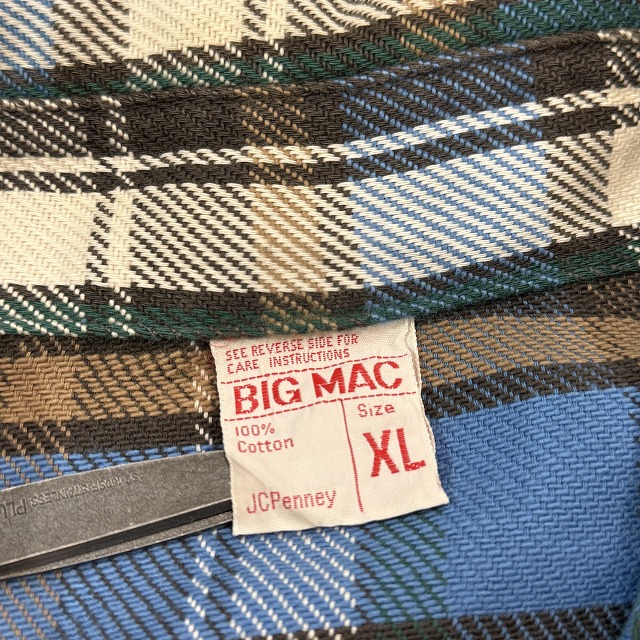 SEE REVERSE SIDE FOR
CARE INSTRUCTIONS
BIG MAC
100%
Cotton
Size
XL
JCPenney